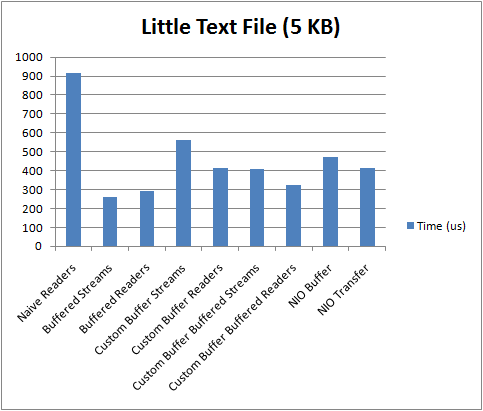 Little Text File (5 KB)
1000
900
800
700
600
500
400
300
200
100
0
Time (us)
Naive Readers
Buffered Streams
Buffered Readers
Custom Buffer Streams
Custom Buffer Readers
Custom Buffer Buffered Streams
Custom Buffer Buffered Readers
NIO Buffer
NIO Transfer